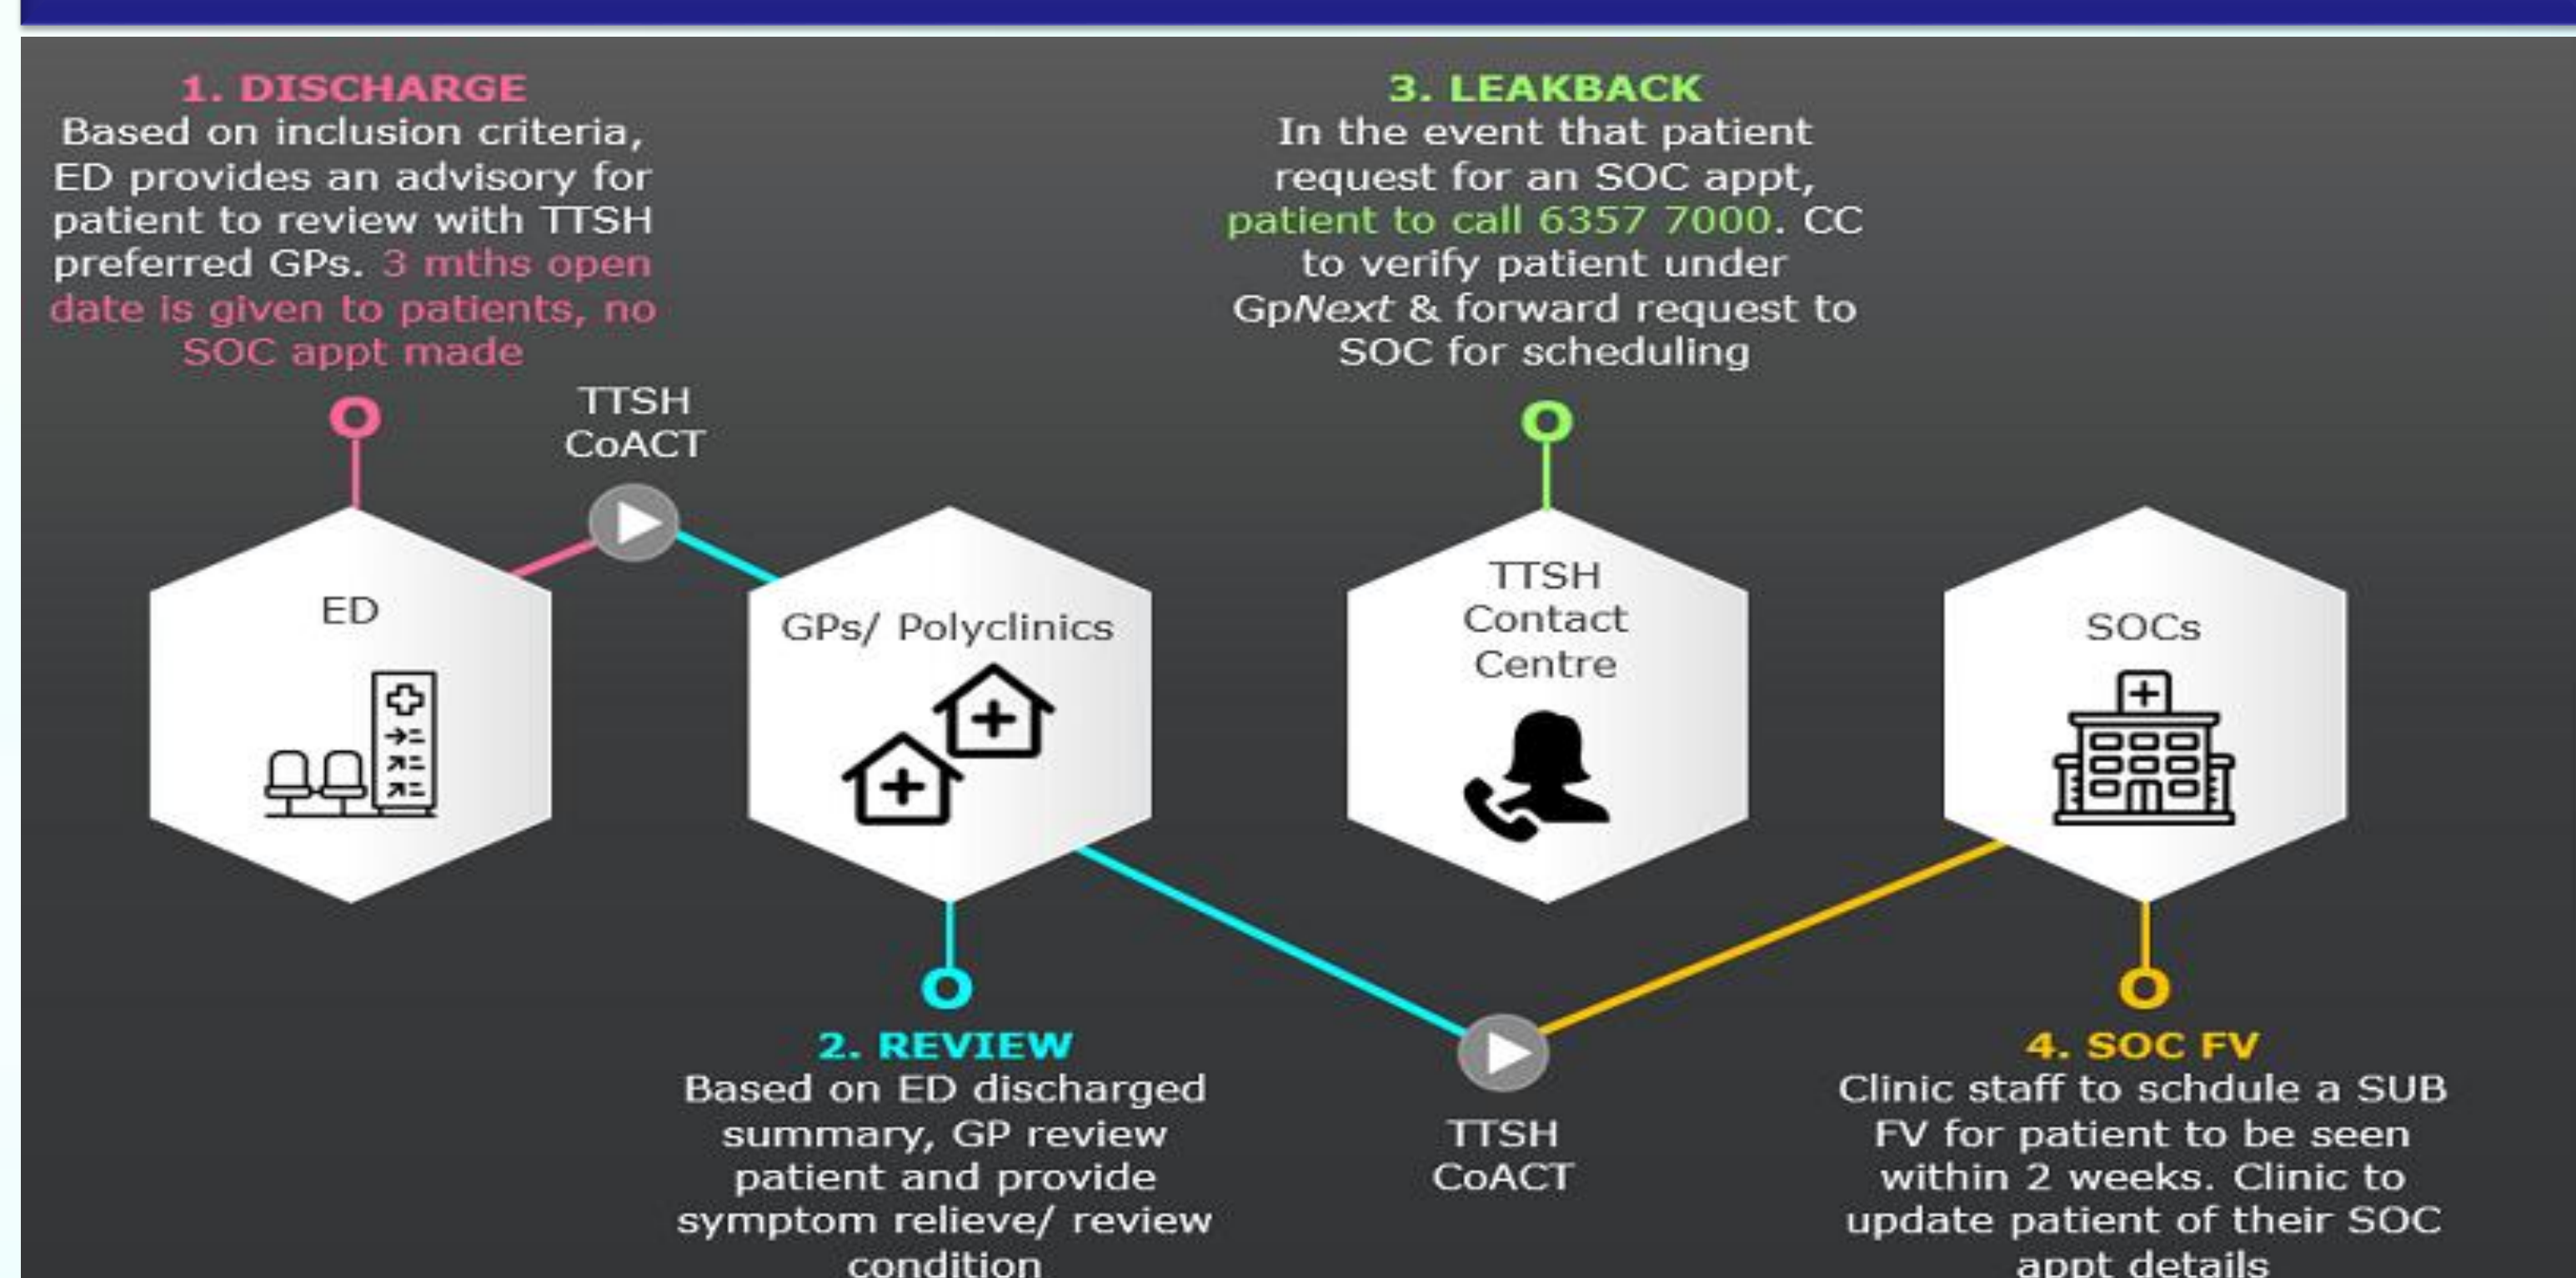 1. DISCHARGE
Based on inclusion criteria,
ED provides an advisory for
patient to review with TTSH
preferred GPs. 3 mths open
date is given to patients, no
SOC appt made
TTSH
CoACT
ED
GPs/ Polyclinics
2. REVIEW
Based on ED discharged
summary, GP review
patient and provide
symptom relieve/ review
condition
3. LEAKBACK
In the event that patient
request for an SOC appt,
patient to call 6357 7000. CC
to verify patient under
GpNext & forward request to
SOC for scheduling
TTSH
Contact
Centre
TTSH
CoACT
SOCs
4. SOC FV
Clinic staff to schdule a SUB
FV for patient to be seen
within 2 weeks. Clinic to
update patient of their SOC
appt details